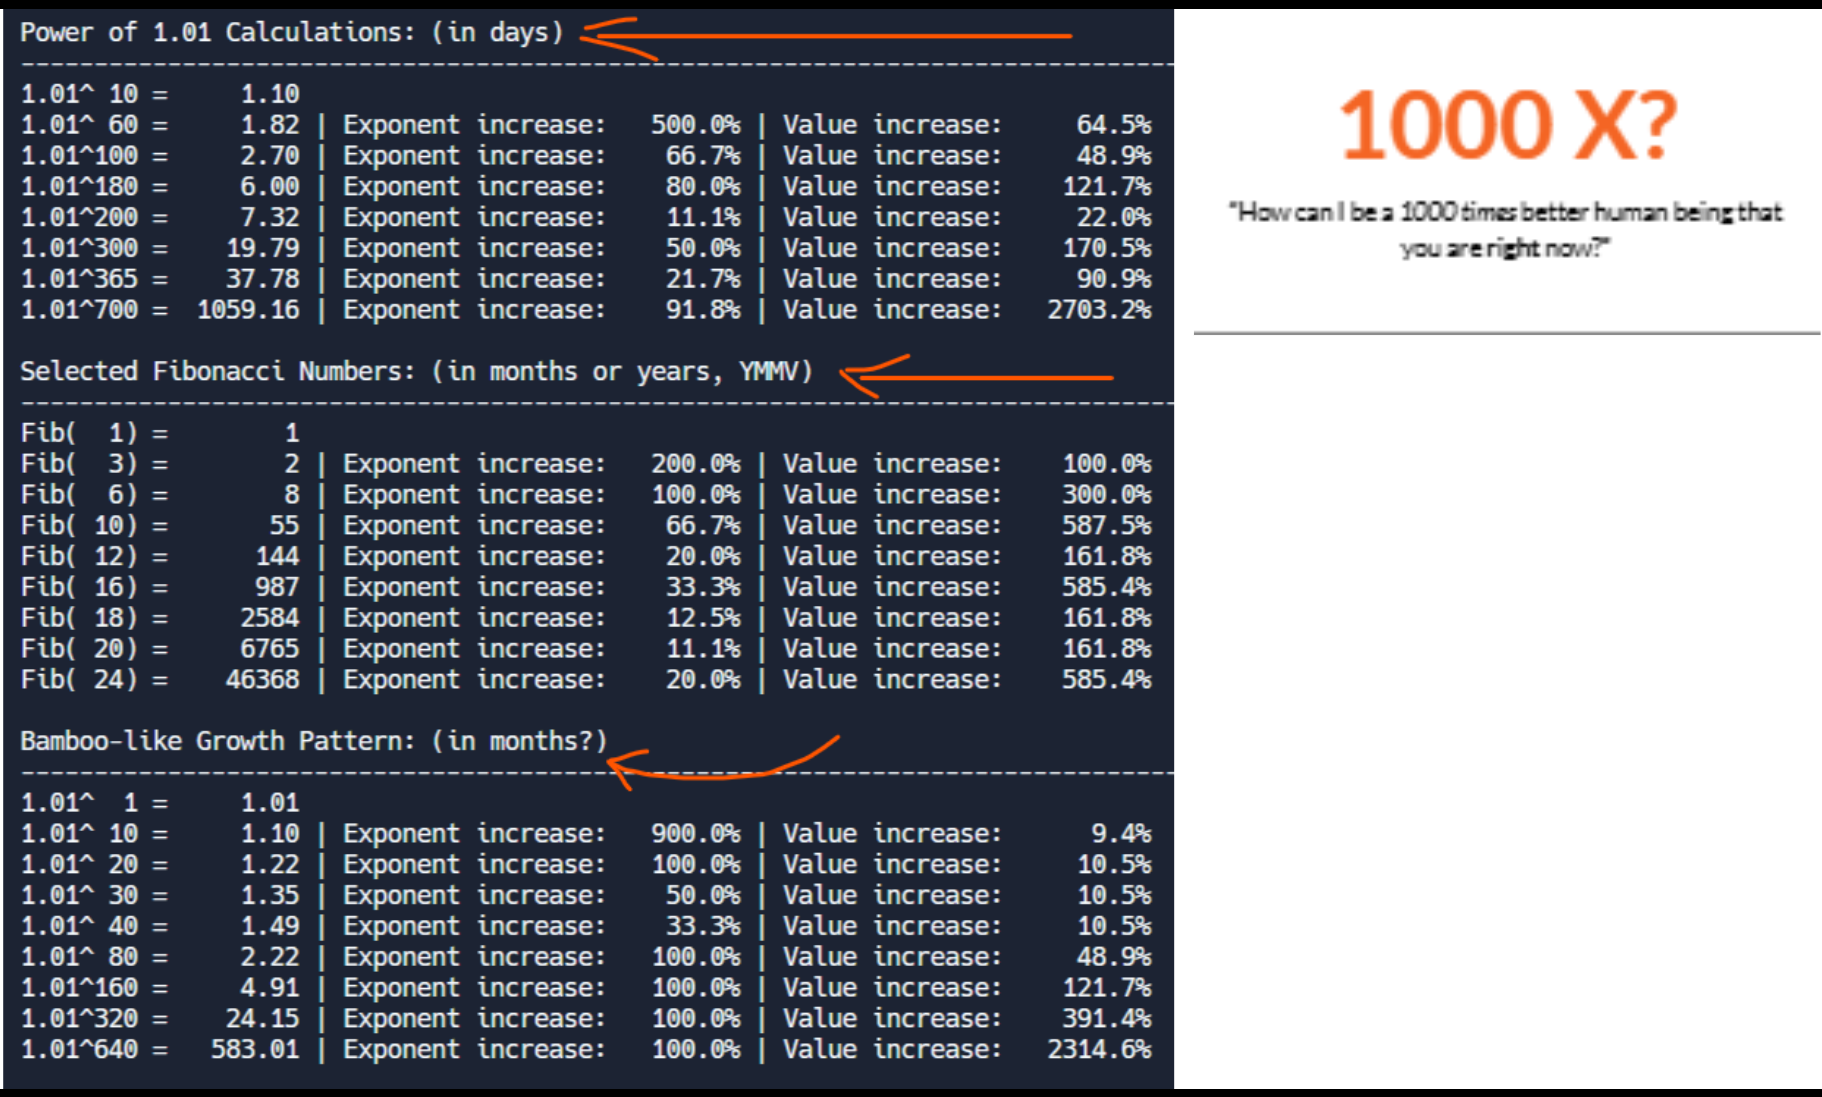 Power of 1.01 Calculations: (in days)
--------------------------------------------------------------------------------
1.01^ 10 =     1.10
1.01^ 60 =     1.82 | Exponent increase:   500.0% | Value increase:     64.5%
1.01^100 =     2.70 | Exponent increase:    66.7% | Value increase:     48.9%
1.01^180 =     6.00 | Exponent increase:    80.0% | Value increase:    121.7%
1.01^200 =     7.32 | Exponent increase:    11.1% | Value increase:     22.0%
1.01^300 =    19.79 | Exponent increase:    50.0% | Value increase:    170.5%
1.01^365 =    37.78 | Exponent increase:    21.7% | Value increase:     90.9%
1.01^700 =  1059.16 | Exponent increase:    91.8% | Value increase:   2703.2%
Selected Fibonacci Numbers: (in months or years, YMMV)
--------------------------------------------------------------------------------
Fib(  1) =        1
Fib(  3) =        2 | Exponent increase:   200.0% | Value increase:    100.0%
Fib(  6) =        8 | Exponent increase:   100.0% | Value increase:    300.0%
Fib( 10) =       55 | Exponent increase:    66.7% | Value increase:    587.5%
Fib( 12) =      144 | Exponent increase:    20.0% | Value increase:    161.8%
Fib( 16) =      987 | Exponent increase:    33.3% | Value increase:    585.4%
Fib( 18) =     2584 | Exponent increase:    12.5% | Value increase:    161.8%
Fib( 20) =     6765 | Exponent increase:    11.1% | Value increase:    161.8%
Fib( 24) =    46368 | Exponent increase:    20.0% | Value increase:    585.4%
Bamboo-like Growth Pattern: (in months?)
--------------------------------------------------------------------------------
1.01^  1 =     1.01
1.01^ 10 =     1.10 | Exponent increase:   900.0% | Value increase:      9.4%
1.01^ 20 =     1.22 | Exponent increase:   100.0% | Value increase:     10.5%
1.01^ 30 =     1.35 | Exponent increase:    50.0% | Value increase:     10.5%
1.01^ 40 =     1.49 | Exponent increase:    33.3% | Value increase:     10.5%
1.01^ 80 =     2.22 | Exponent increase:   100.0% | Value increase:     48.9%
1.01^160 =     4.91 | Exponent increase:   100.0% | Value increase:    121.7%
1.01^320 =    24.15 | Exponent increase:   100.0% | Value increase:    391.4%
1.01^640 =   583.01 | Exponent increase:   100.0% | Value increase:   2314.6%
1000 X?
"How can I be a 1000 times better human being that
you are right now?"